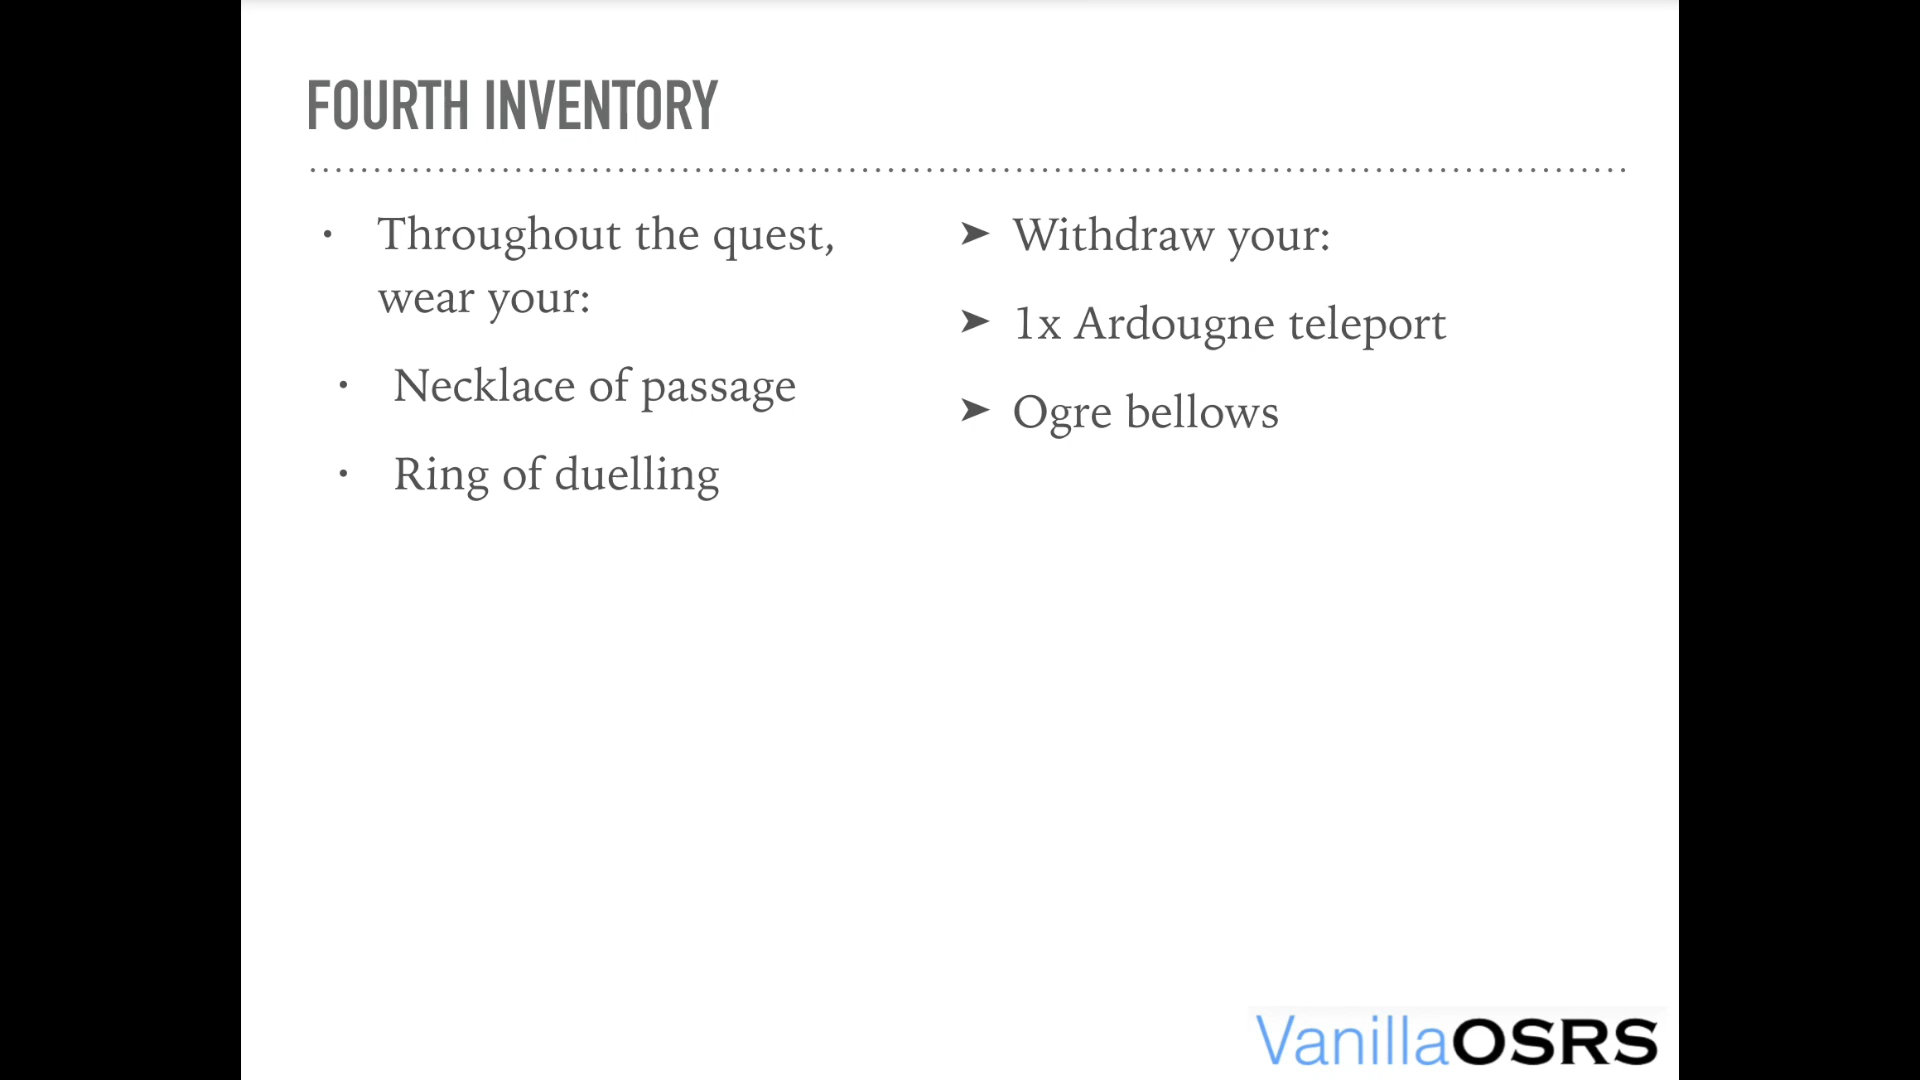 FOURTH INVENTORY
• Throughout the quest,
wear your:
• Necklace of passage
• Ring of duelling
➤ Withdraw your:
➤ 1x Ardougne teleport
➤ Ogre bellows
VanillaOSRS